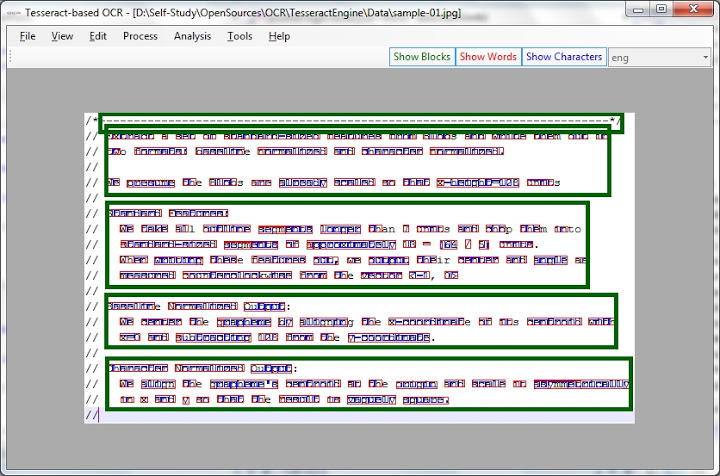 Tesseract-based OCR - [D:\Self-Study\OpenSources\OCR\TesseractEngine\Data\sample-01.jpg]
File View Edit Process Analysis Tools Help
Show Blocks Show Words Show Characters eng
/*---------------------------------------------------------------------------*/
// Extract a set of standard-sized features from Blobs and write them out in
// two formats: baseline normalized and character normalized.
//
// We presume the Blobs are already scaled so that x-height=128 units
//
// Standard Features:
// We take all outline segments longer than 7 units and chop them into
// standard-sized segments of approximately 13 = (64 / 5) units.
// When writing these features out, we output their center and angle as
// measured counterclockwise from the vector [-1, 0]
//
// Baseline Normalized Output:
// We center the grapheme by aligning the x-coordinate of its centroid with
// x=0 and subtracting 128 from the y-coordinate.
//
// Character Normalized Output:
// We align the grapheme's centroid at the origin and scale it asymmetrically
// in x and y so that the result is vaguely square.
//